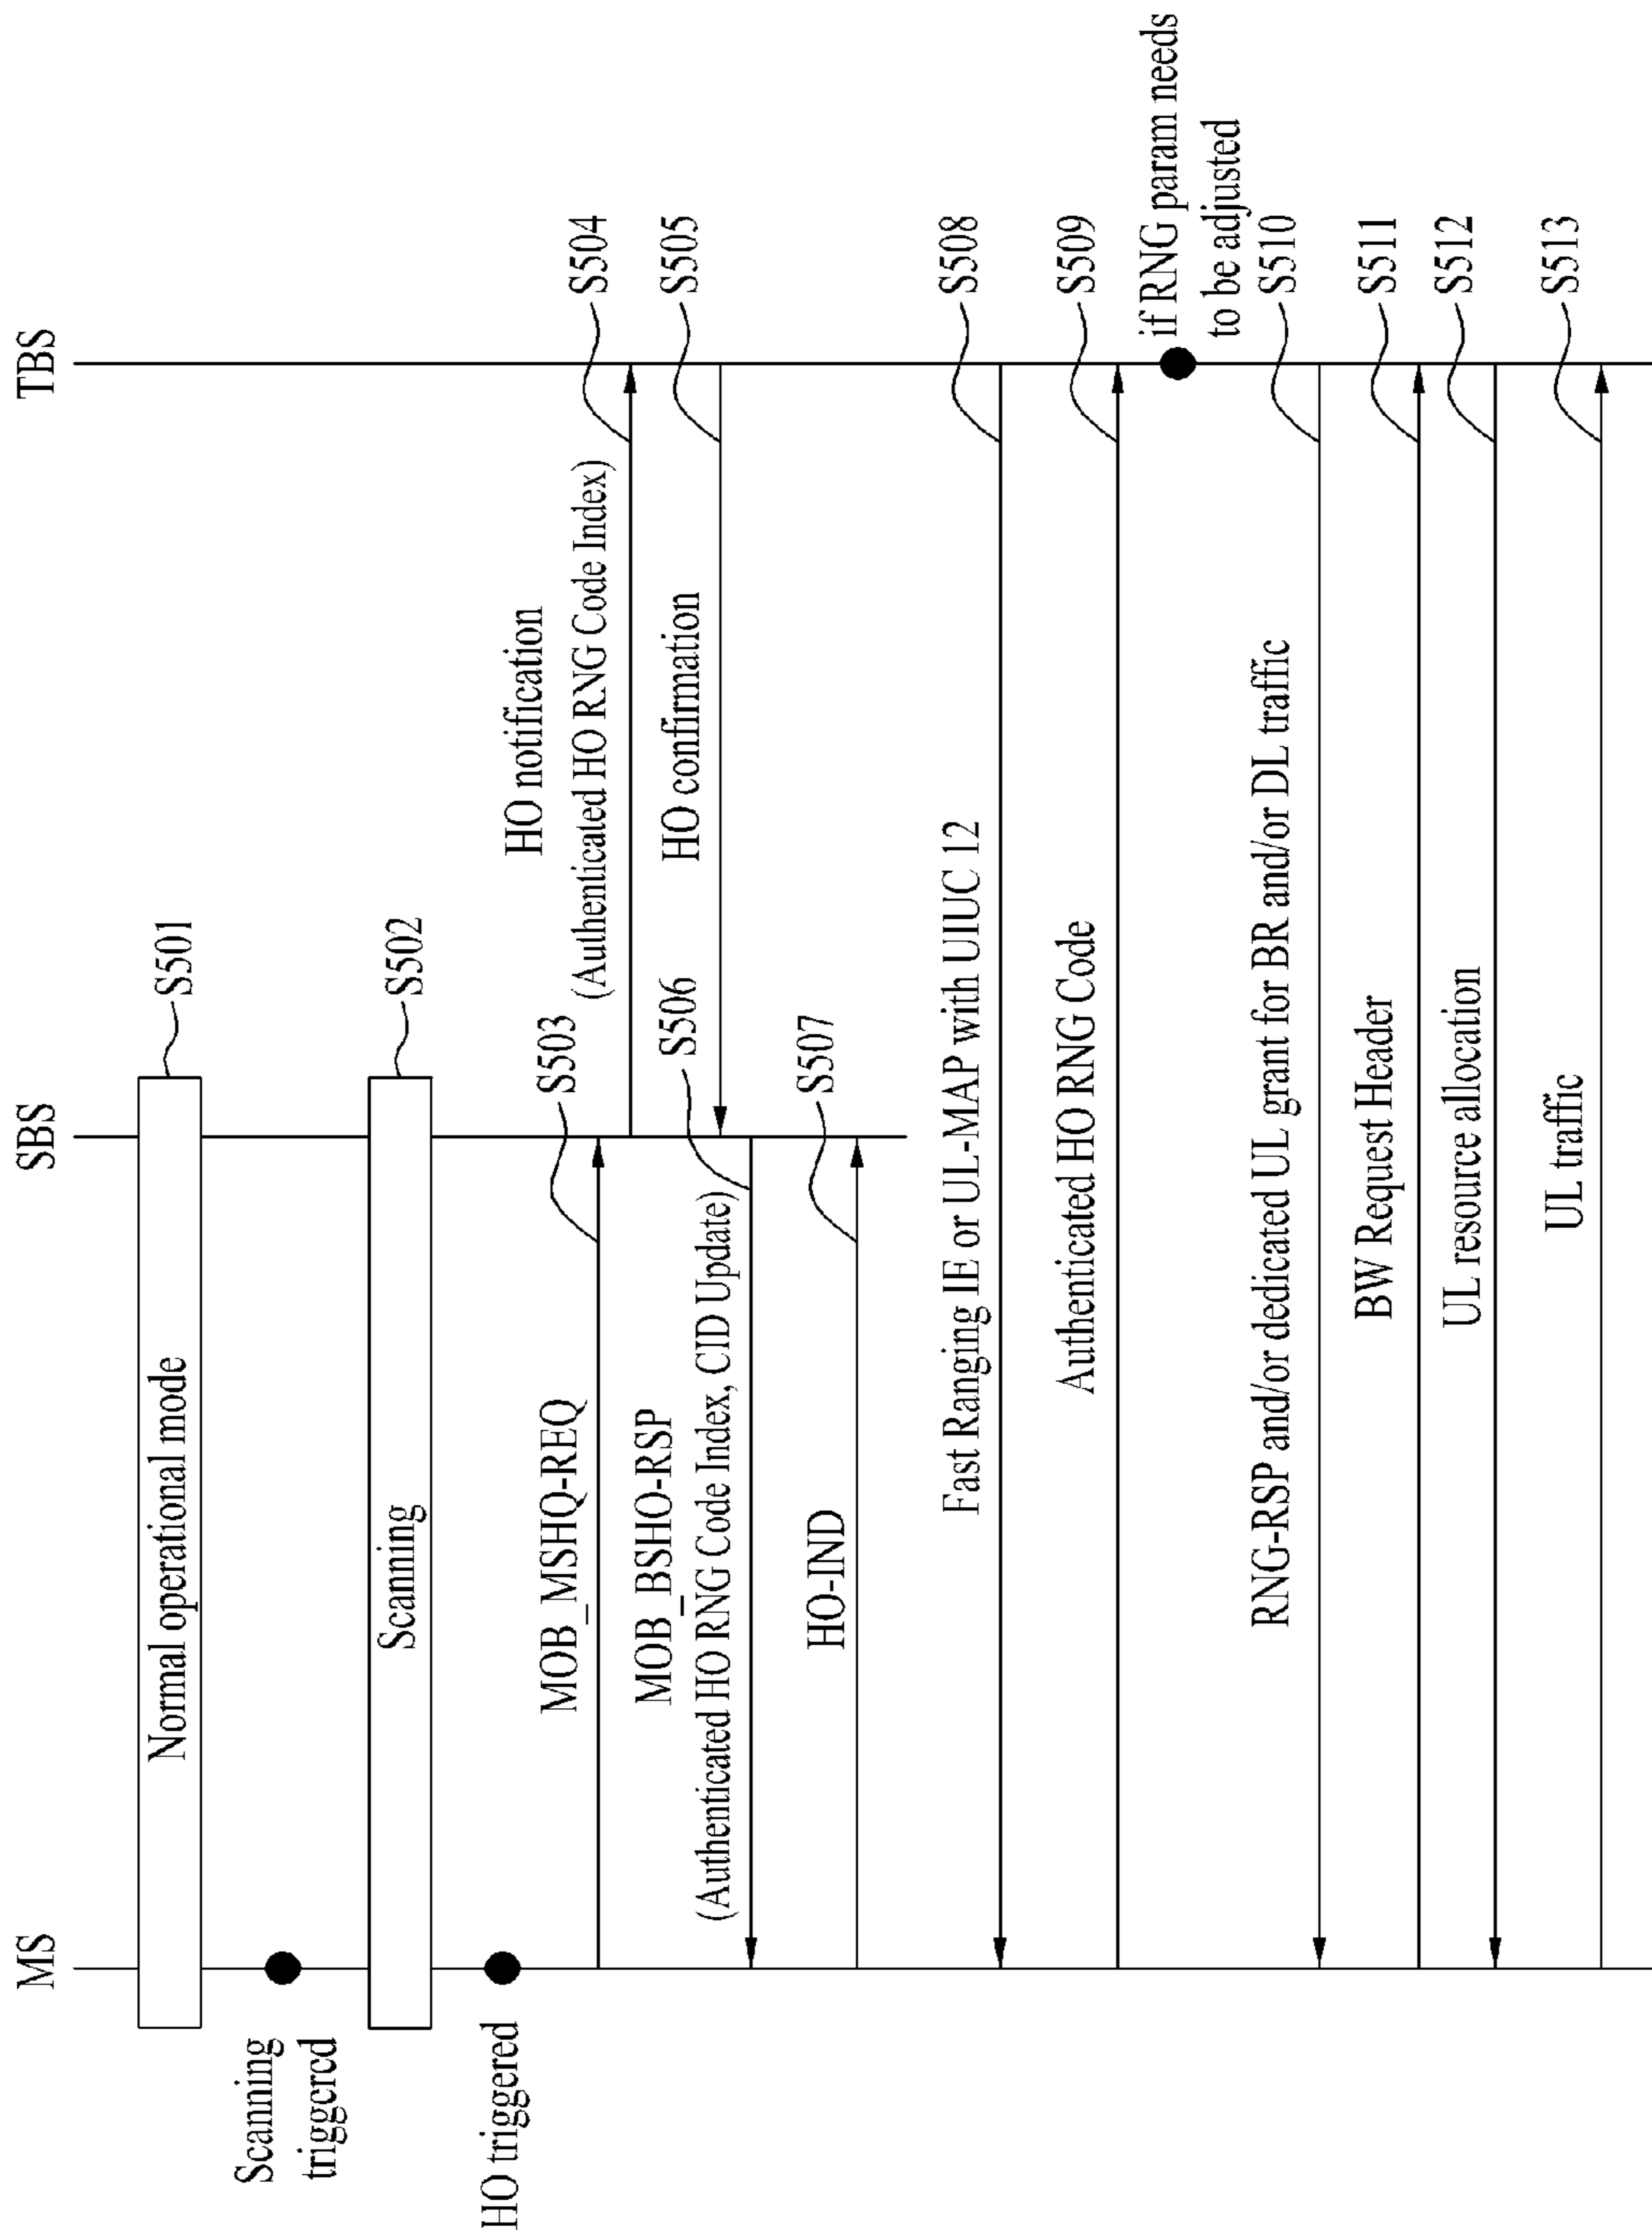 MS
SBS
TBS
Normal operational mode
S501
Scanning
triggered
Scanning
S502
HO triggered
MOB_MSHQ-REQ
S503
HO notification
(Authenticated HO RNG Code Index)
S504
HO confirmation
S505
MOB_BSHO-RSP
(Authenticated HO RNG Code Index, CID Update)
S506
HO-IND
S507
Fast Ranging IE or UL-MAP with UIUC 12
S508
Authenticated HO RNG Code
S509
if RNG param needs
to be adjusted
RNG-RSP and/or dedicated UL grant for BR and/or DL traffic
S510
BW Request Header
S511
UL resource allocation
S512
UL traffic
S513